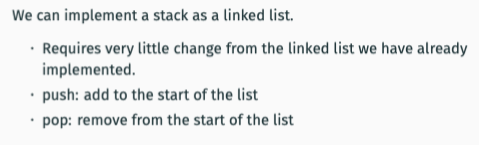 We can implement a stack as a linked list.
· Requires very little change from the linked list we have already
implemented.
· push: add to the start of the list
· pop: remove from the start of the list